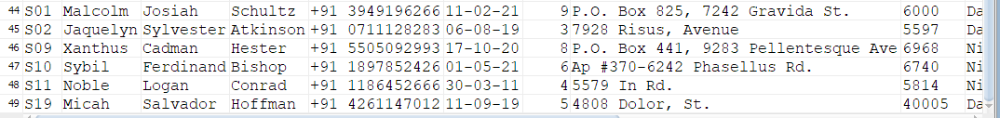 44 S01 Malcolm Josiah Schultz +91 3949196266 11-02-21 9 P.O. Box 825, 7242 Gravida St. 6000 Da
45 S02 Jaquelyn Sylvester Atkinson +91 0711128283 06-08-19 3 7928 Risus, Avenue 5597 Da
46 S09 Xanthus Cadman Hester +91 5505092993 17-10-20 8 P.O. Box 441, 9283 Pellentesque Ave 6968 Ni
47 S10 Sybil Ferdinand Bishop +91 1897852426 01-05-21 6 Ap #370-6242 Phasellus Rd. 6740 Ni
48 S11 Noble Logan Conrad +91 1186452666 30-03-11 4 5579 In Rd. 5814 Ni
49 S19 Micah Salvador Hoffman +91 4261147012 11-09-19 5 4808 Dolor, St. 40005 Da